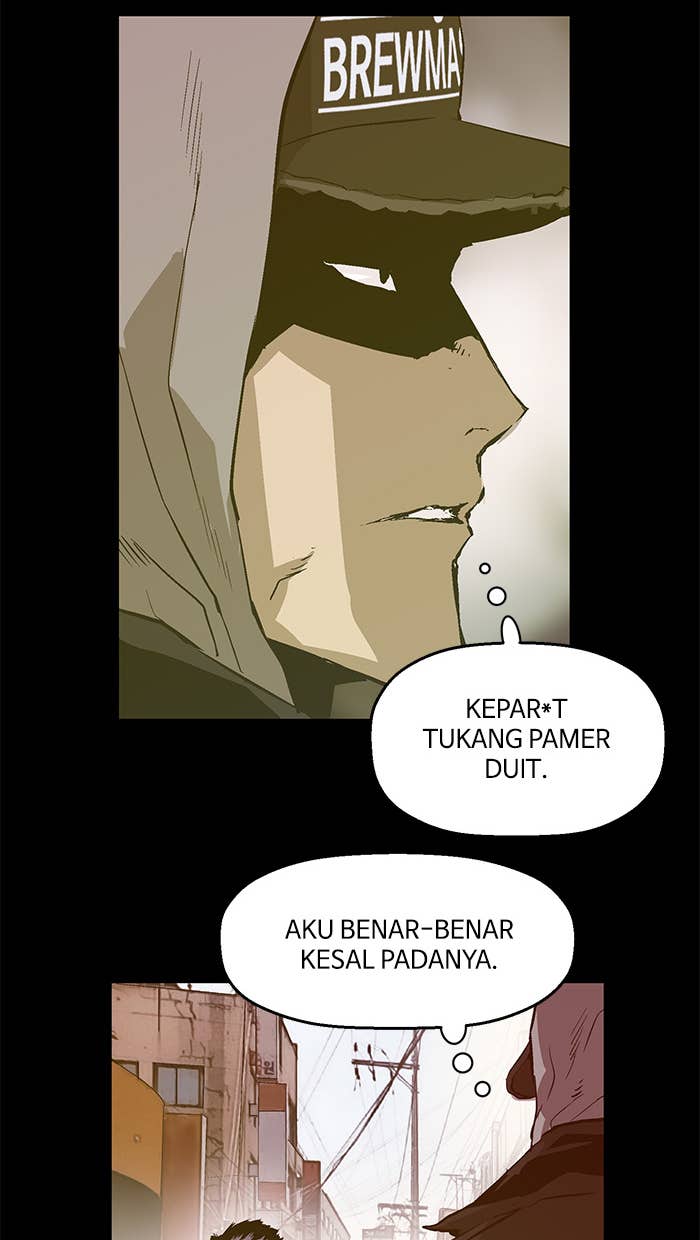 BREWMA
KEPAR*T
TUKANG PAMER
DUIT.
AKU BENAR-BENAR
KESAL PADANYA.